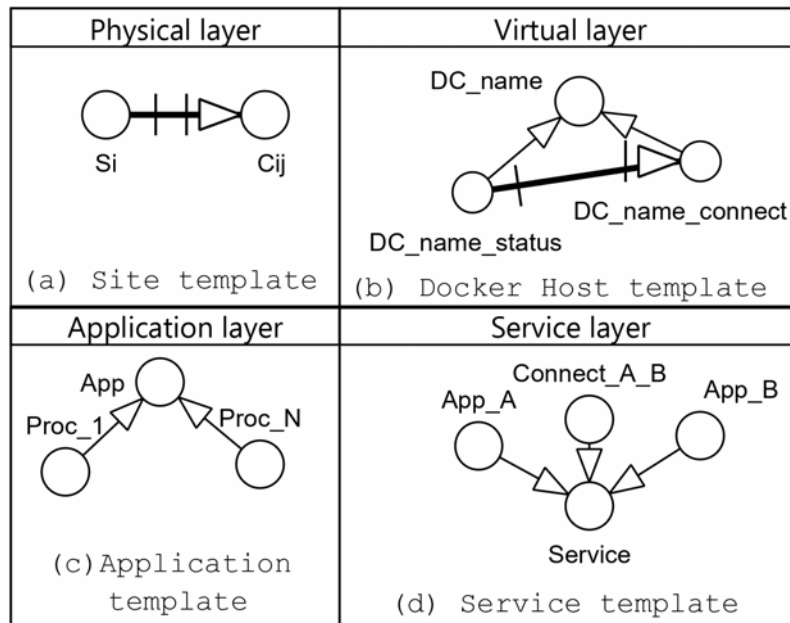 Physical layer
Si
Cij
(a) Site template
Virtual layer
DC_name
DC_name_connect
DC_name_status
(b) Docker Host template
Application layer
App
Proc_1
Proc_N
(c)Application
template
Service layer
Connect_A_B
App_A
App_B
Service
(d) Service template